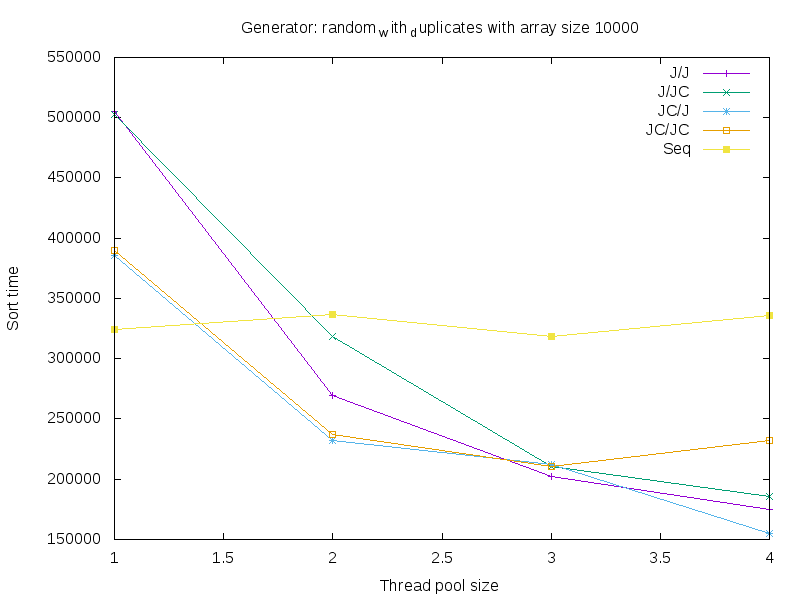 Generator: random with duplicates with array size 10000
550000
500000
450000
400000
350000
300000
250000
200000
150000
Sort time
J/J
J/JC
JC/J
JC/JC
Seq
1 1.5 2 2.5 3 3.5 4
Thread pool size